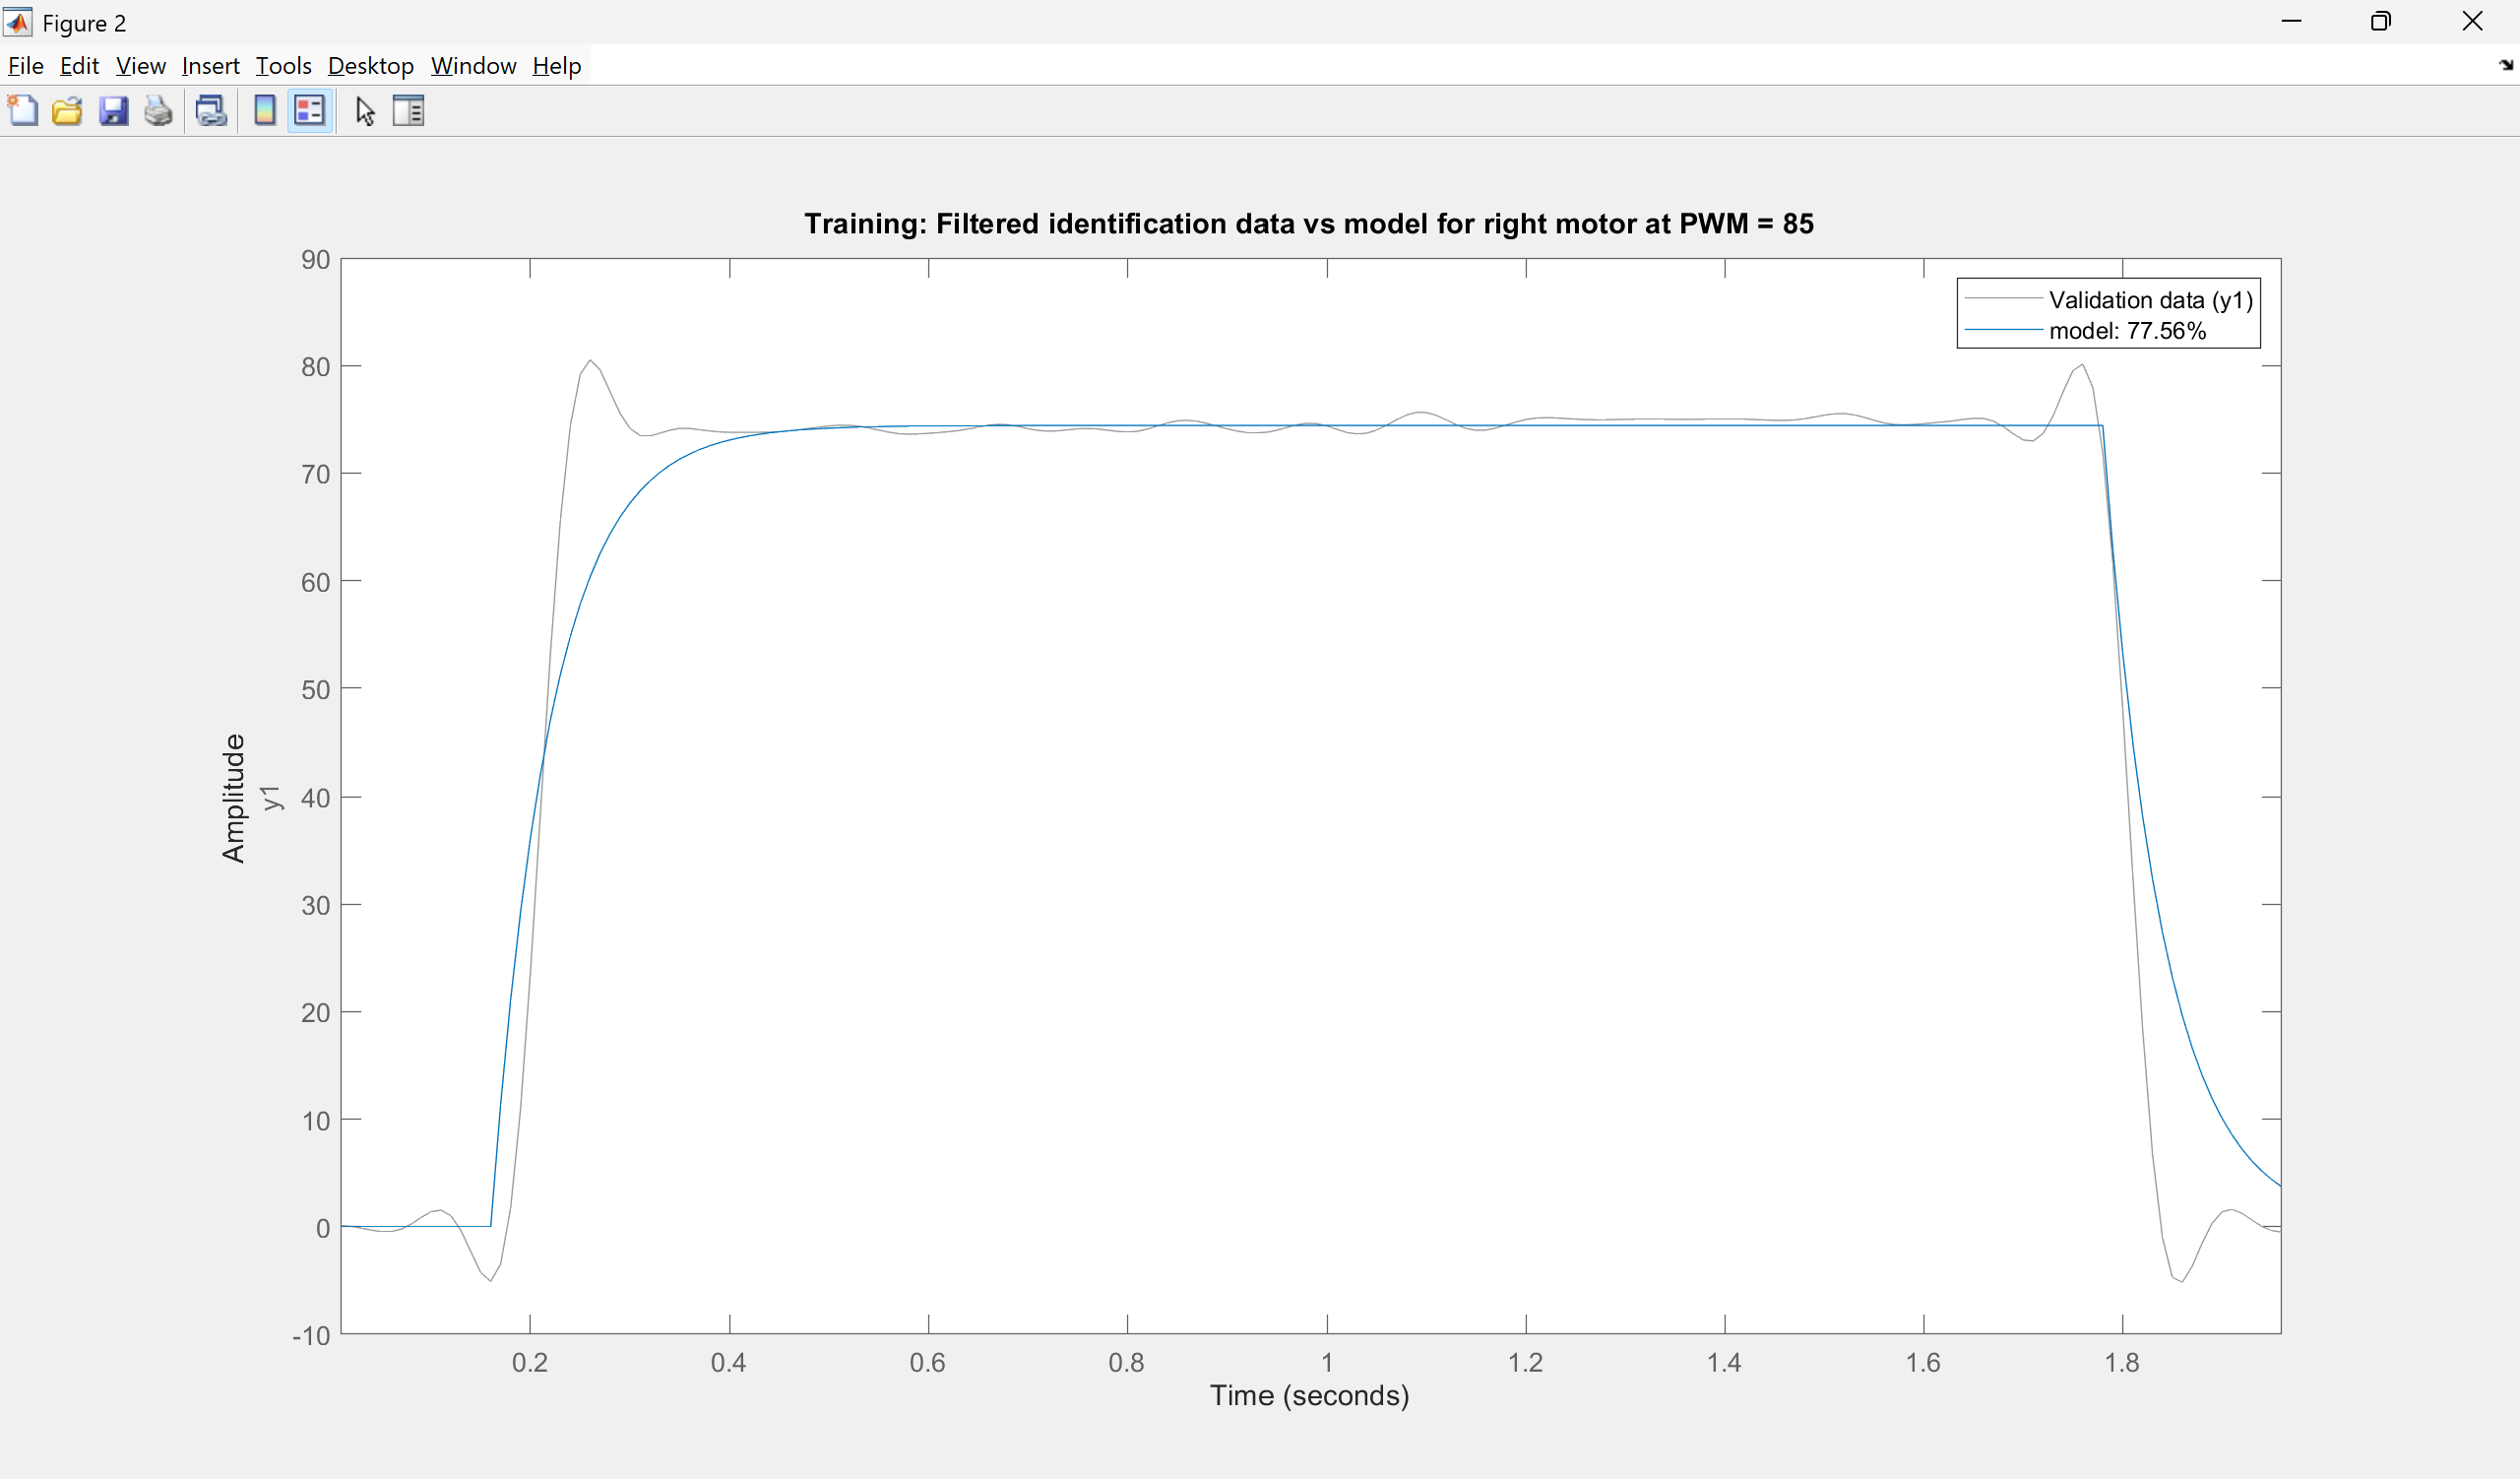 Figure 2
File Edit View Insert Tools Desktop Window Help
Training: Filtered identification data vs model for right motor at PWM = 85
Validation data (y1)
model: 77.56%
90
80
70
60
50
40
30
20
10
0
-10
Amplitude
y1
0.2 0.4 0.6 0.8 1 1.2 1.4 1.6 1.8
Time (seconds)